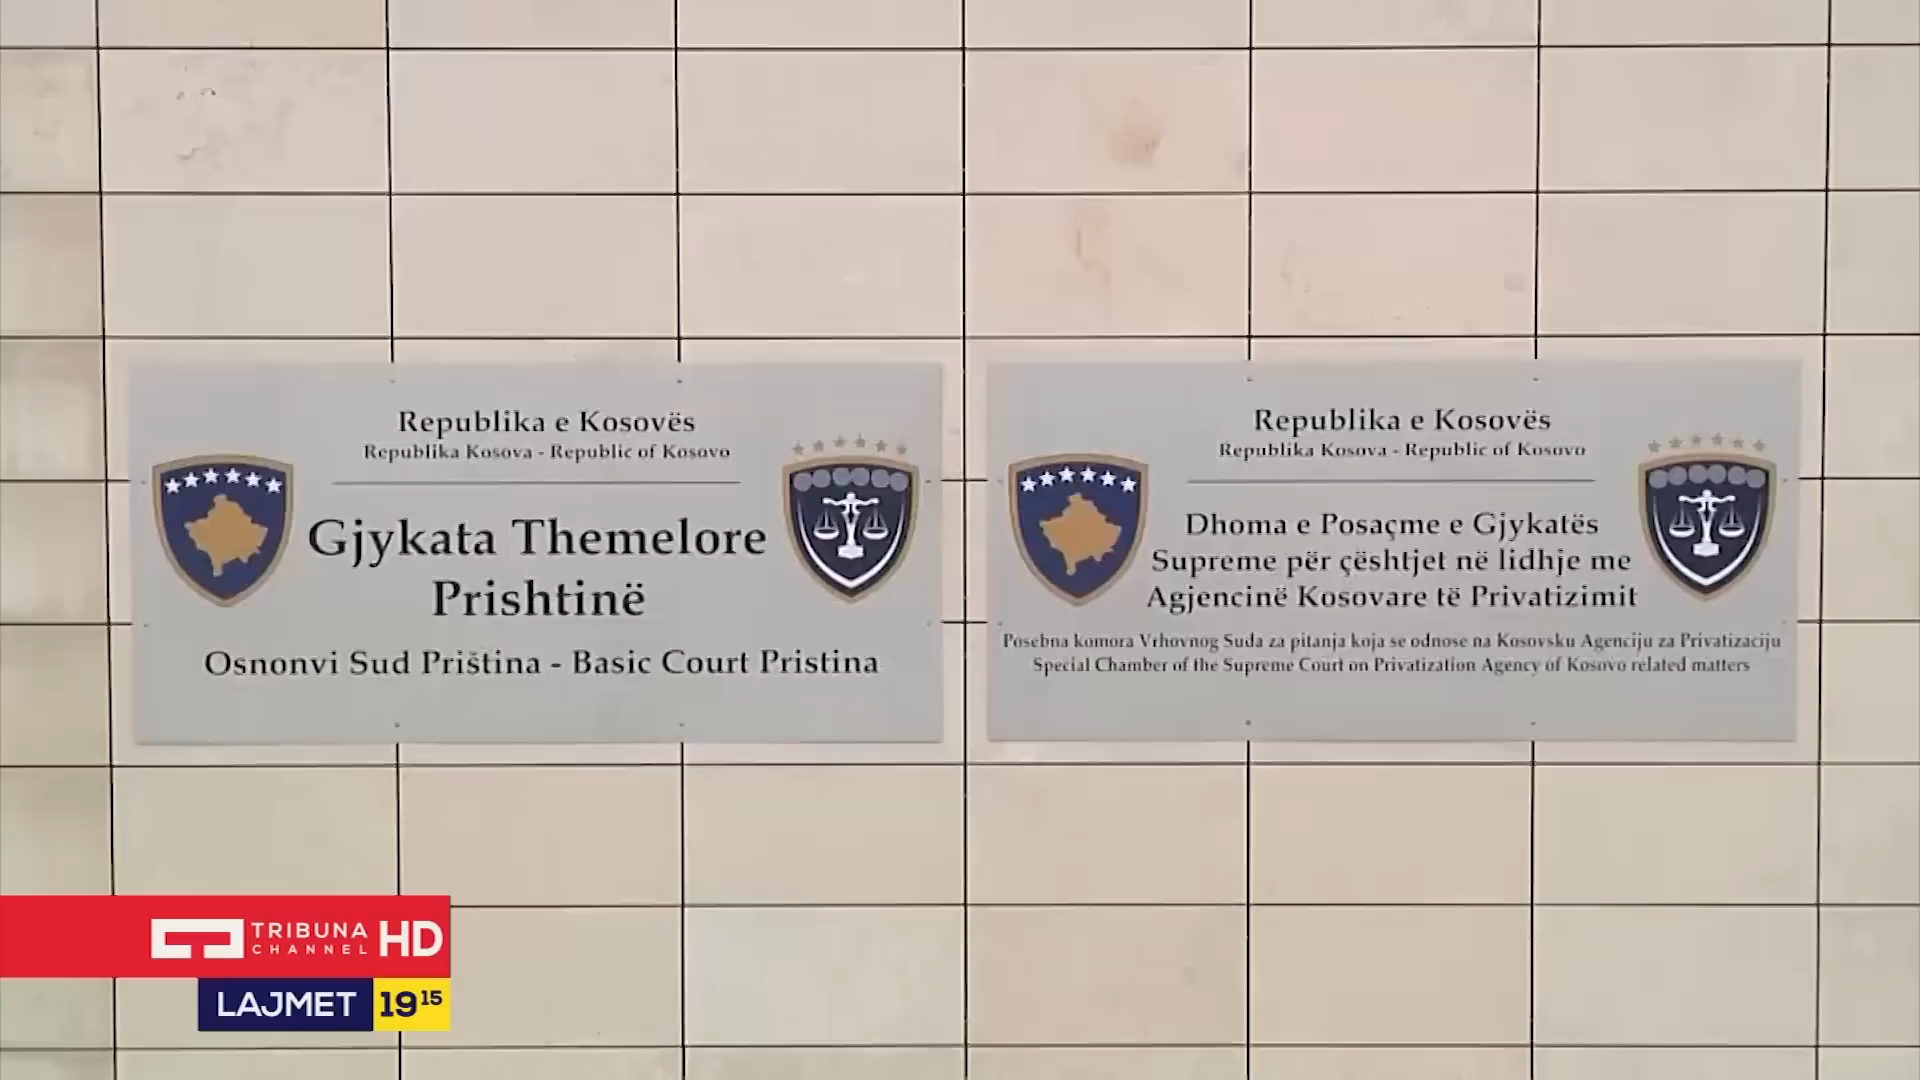 Republika e Kosovës
Republika Kosova - Republic of Kosovo
Gjykata Themelore
Prishtinë
Osnonvi Sud Priština - Basic Court Pristina
Republika e Kosovës
Republika Kosova - Republic of Kosovo
Dhoma e Posaçme e Gjykatës
Supreme për çështjet në lidhje me
Agjencinë Kosovare të Privatizimit
Posebna komora Vrhovnog Suda za pitanja koja se odnose na Kosovsku Agenciju za Privatizaciju
Special Chamber of the Supreme Court on Privatization Agency of Kosovo related matters
TRIBUNA
CHANNEL
HD
LAJMET 19 15